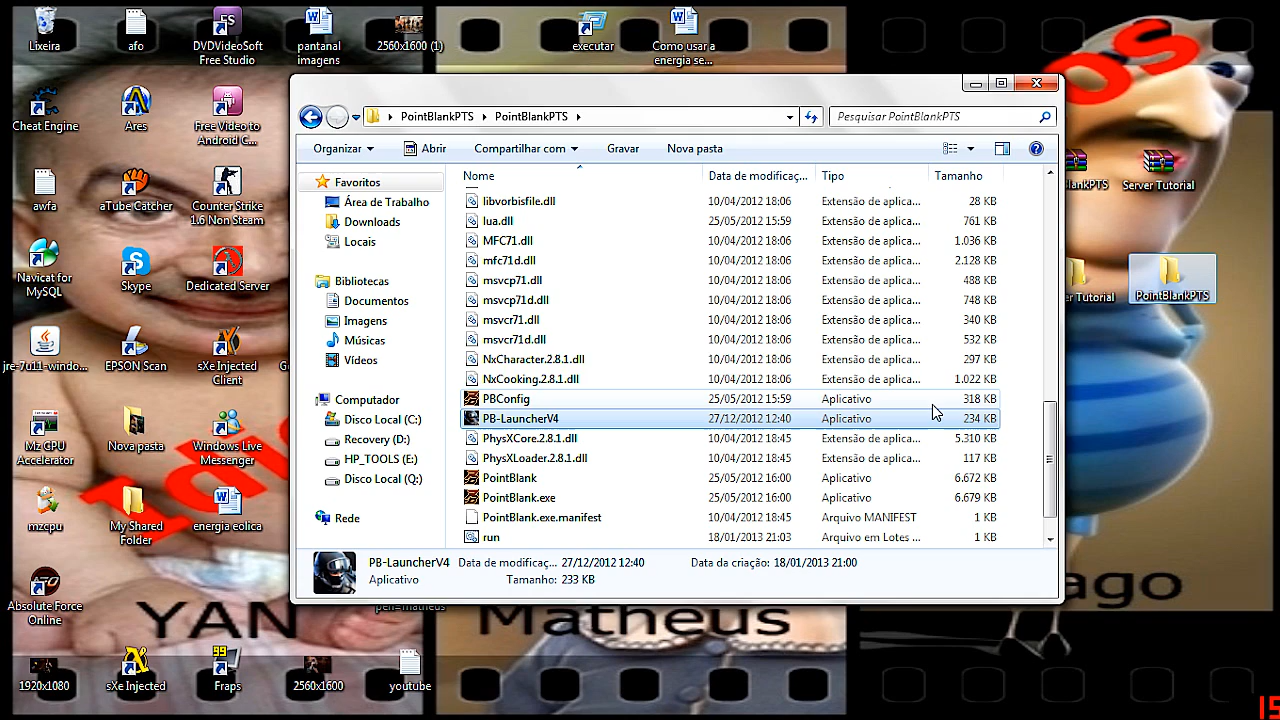 Lixeira
afo
DVDVideoSoft
Free Studio
pantanal
imagens
2560x1600 (1)
executar
Como usar a
energia se...
Cheat Engine
Ares
Free Video to
Android C...
awfa
aTube Catcher
Counter Strike
1.6 Non Steam
Navicat for
MySQL
Skype
Dedicated Server
jre-7u11-windo...
EPSON Scan
sXe Injected
Client
Mz CPU
Accelerator
Nova pasta
Windows Live
Messenger
mzcpu
My Shared
Folder
energia eolica
Absolute Force
Online
1920x1080
sXe Injected
Fraps
2560x1600
youtube
PointBlankPTS
PointBlankPTS
Pesquisar PointBlankPTS
Organizar
Abrir
Compartilhar com
Gravar
Nova pasta
Favoritos
Área de Trabalho
Downloads
Locais
Bibliotecas
Documentos
Imagens
Músicas
Vídeos
Computador
Disco Local (C:)
Recovery (D:)
HP_TOOLS (E:)
Disco Local (Q:)
Rede
Nome Data de modificaç... Tipo Tamanho
libvorbisfile.dll 10/04/2012 18:06 Extensão de aplica... 28 KB
lua.dll 25/05/2012 15:59 Extensão de aplica... 761 KB
MFC71.dll 10/04/2012 18:06 Extensão de aplica... 1.036 KB
mfc71d.dll 10/04/2012 18:06 Extensão de aplica... 2.128 KB
msvcp71.dll 10/04/2012 18:06 Extensão de aplica... 488 KB
msvcp71d.dll 10/04/2012 18:06 Extensão de aplica... 748 KB
msvcr71.dll 10/04/2012 18:06 Extensão de aplica... 340 KB
msvcr71d.dll 10/04/2012 18:06 Extensão de aplica... 532 KB
NxCharacter.2.8.1.dll 10/04/2012 18:06 Extensão de aplica... 297 KB
NxCooking.2.8.1.dll 10/04/2012 18:06 Extensão de aplica... 1.022 KB
PBConfig 25/05/2012 15:59 Aplicativo 318 KB
PB-LauncherV4 27/12/2012 12:40 Aplicativo 234 KB
PhysXCore.2.8.1.dll 10/04/2012 18:45 Extensão de aplica... 5.310 KB
PhysXLoader.2.8.1.dll 10/04/2012 18:45 Extensão de aplica... 117 KB
PointBlank 25/05/2012 16:00 Aplicativo 6.672 KB
PointBlank.exe 25/05/2012 16:00 Aplicativo 6.679 KB
PointBlank.exe.manifest 10/04/2012 18:45 Arquivo MANIFEST 1 KB
run 18/01/2013 21:03 Arquivo em Lotes ... 1 KB
PB-LauncherV4 Data de modificaç... 27/12/2012 12:40 Data da criação: 18/01/2013 21:00
Aplicativo Tamanho: 233 KB
Server Tutorial
PointBlankPTS
YAN
Matheus